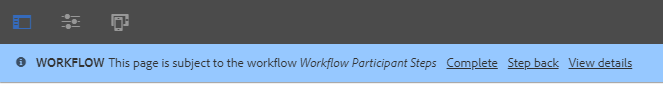 WORKFLOW This page is subject to the workflow Workflow Participant Steps Complete Step back View details